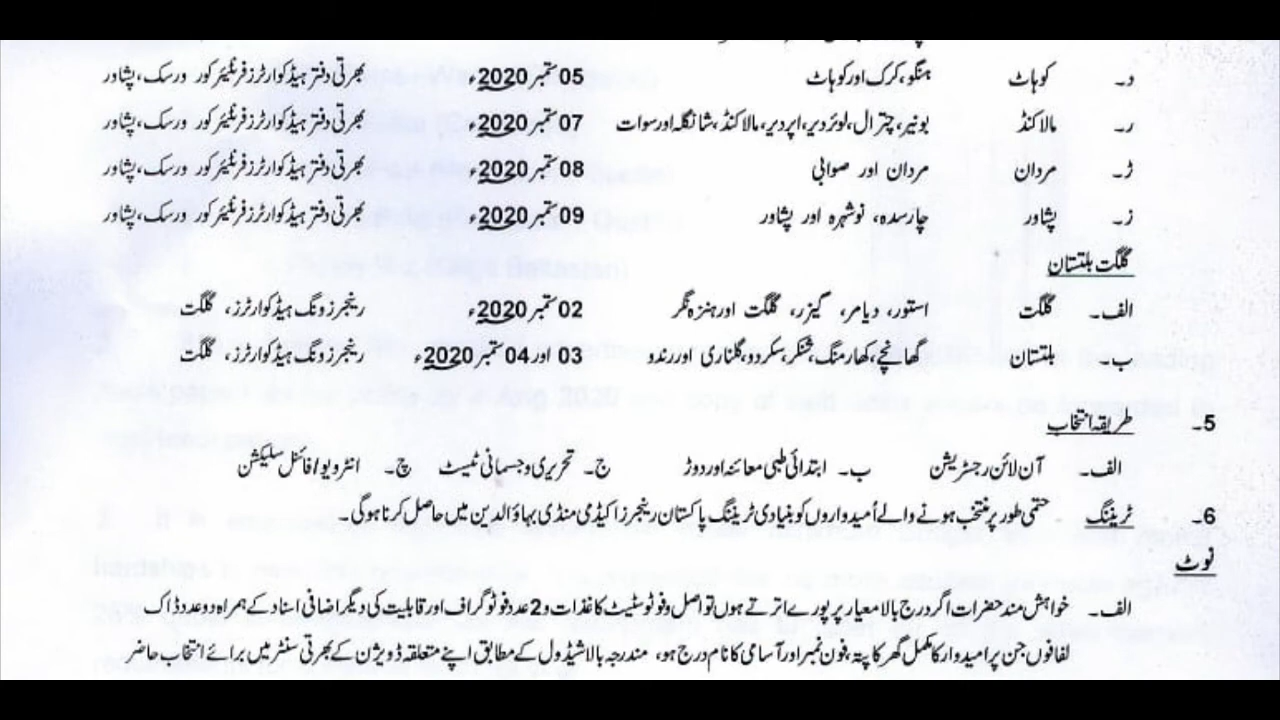 د۔ کوہاٹ ہنگو، کرک اور کوہاٹ 05 ستمبر 2020ء بھرتی دفتر ہیڈکوارٹرز فرنٹیئر کور ورسک، پشاور
ر۔ مالاکنڈ بونیر، چترال، لوئر دیر، اپر دیر، مالاکنڈ، شانگلہ اور سوات 07 ستمبر 2020ء بھرتی دفتر ہیڈکوارٹرز فرنٹیئر کور ورسک، پشاور
ڑ۔ مردان مردان اور صوابی 08 ستمبر 2020ء بھرتی دفتر ہیڈکوارٹرز فرنٹیئر کور ورسک، پشاور
ز۔ پشاور چارسدہ، نوشہرہ اور پشاور 09 ستمبر 2020ء بھرتی دفتر ہیڈکوارٹرز فرنٹیئر کور ورسک، پشاور
گلگت بلتستان
الف۔ گلگت استور، دیامر، گیزر، گلگت اور ہنزہ نگر 02 ستمبر 2020ء رینجرز ونگ ہیڈکوارٹرز، گلگت
ب۔ بلتستان گھانچے، کھارمنگ، شگر، سکردو، گلتاری اور رندو 03 اور 04 ستمبر 2020ء رینجرز ونگ ہیڈکوارٹرز، گلگت
5۔ طریقہ انتخاب
الف۔ آن لائن رجسٹریشن ب۔ ابتدائی طبی معائنہ اور دوڑ ج۔ تحریری و جسمانی ٹیسٹ چ۔ انٹرویو/فائنل سلیکشن
6۔ ٹریننگ حتمی طور پر منتخب ہونے والے اُمیدواروں کو بنیادی ٹریننگ پاکستان رینجرز اکیڈمی منڈی بہاؤالدین میں حاصل کرنا ہوگی۔
نوٹ
الف۔ خواہش مند حضرات اگر درج بالا معیار پر پورے اترتے ہوں تو اصل و فوٹو سٹیٹ کاغذات و 2 عدد فوٹو گراف اور قابلیت کی دیگر اضافی اسناد کے ہمراہ دو عدد ڈاک
لفافوں جن پر امیدوار کا مکمل گھر کا پتہ، فون نمبر اور آسامی کا نام درج ہو، مندرجہ بالا شیڈول کے مطابق اپنے متعلقہ ڈویژن کے بھرتی سنٹر میں برائے انتخاب حاضر